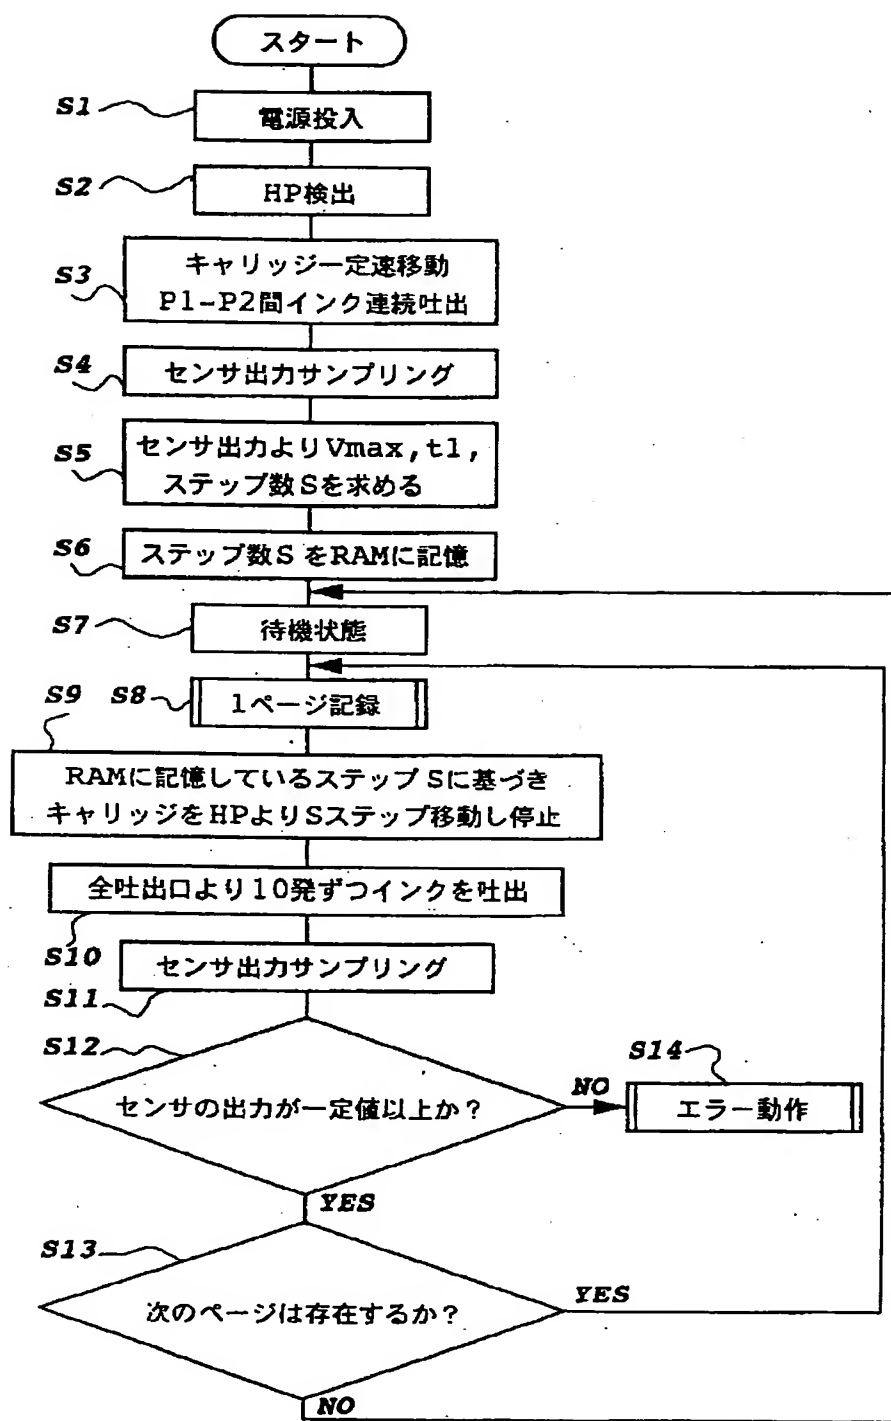 スタート
S1
電源投入
S2
HP検出
S3
キャリッジ一定速移動
P1-P2間インク連続吐出
S4
センサ出力サンプリング
S5
センサ出力よりVmax,t1,
ステップ数Sを求める
S6
ステップ数SをRAMに記憶
S7
待機状態
S9
S8
1ページ記録
RAMに記憶しているステップSに基づき
キャリッジをHPよりSステップ移動し停止
全吐出口より10発ずつインクを吐出
S10
センサ出力サンプリング
S11
S12
センサの出力が一定値以上か?
NO
S14
エラー動作
YES
S13
次のページは存在するか?
YES
NO